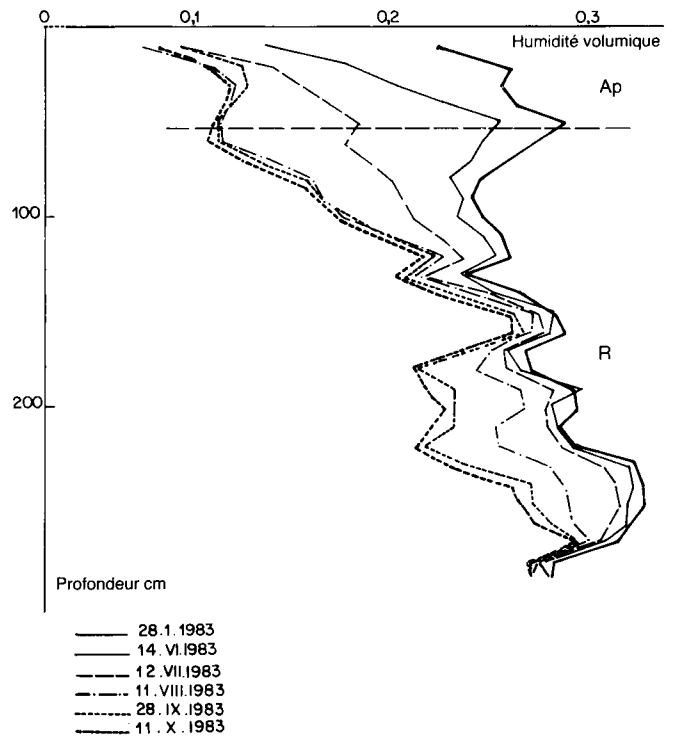 0 0,1 0,2 0,3
Humidité volumique
Ap
100
R
200
Profondeur cm
28.1.1983
14.VI.1983
12.VII.1983
11.VIII.1983
28.IX.1983
11.X.1983